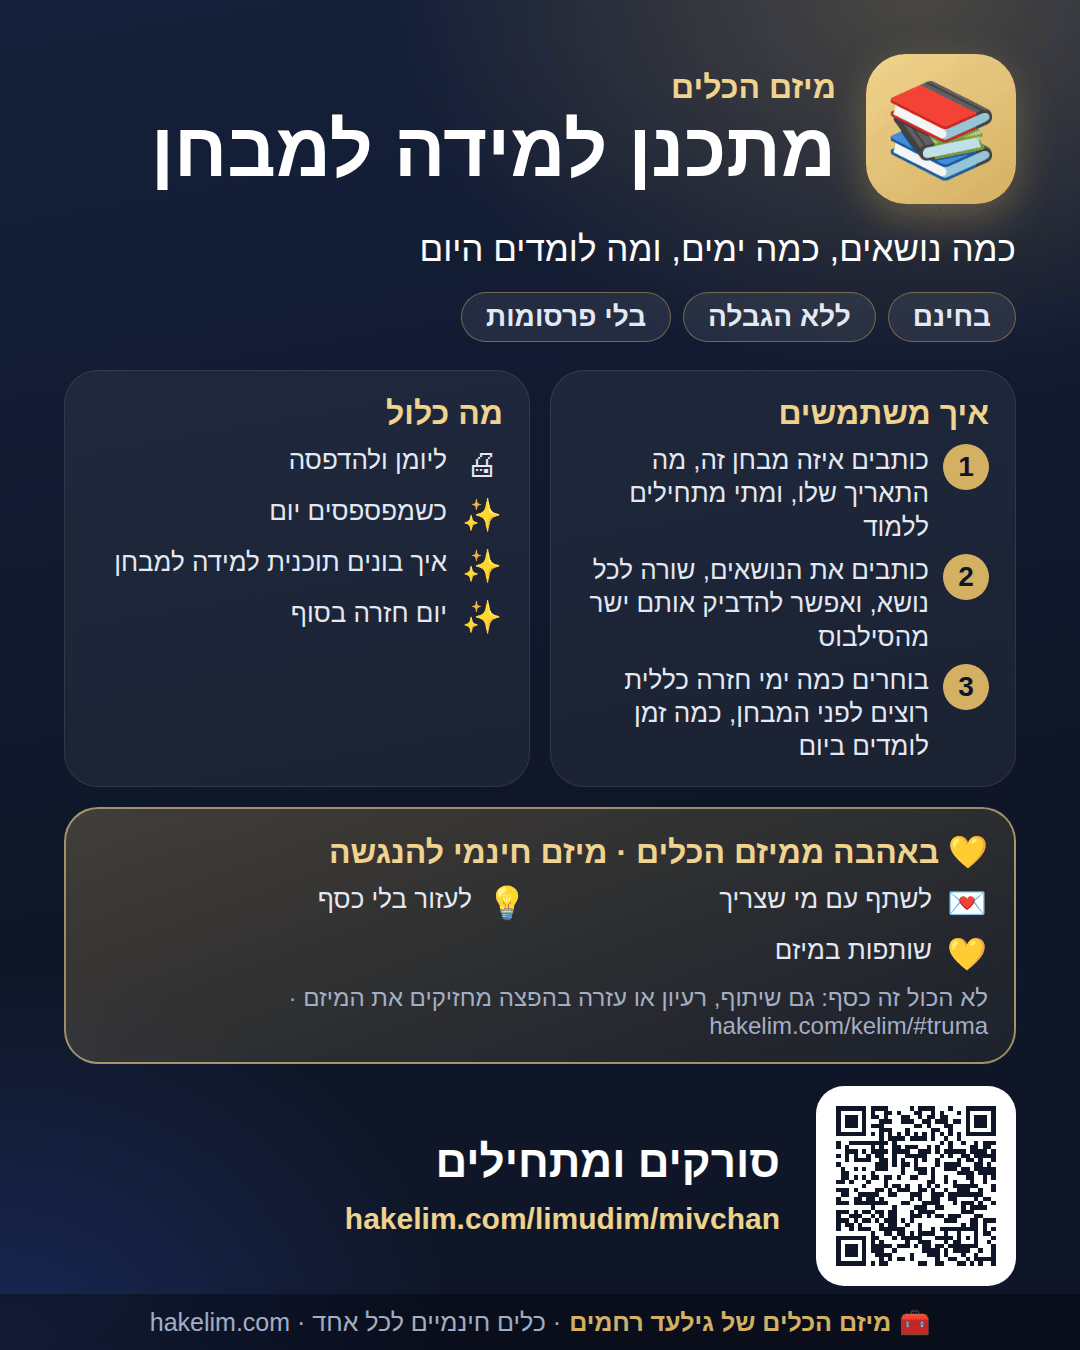 מיזם הכלים
מתכנן למידה למבחן
כמה נושאים, כמה ימים, ומה לומדים היום
בחינם
ללא הגבלה
בלי פרסומות
איך משתמשים
1 כותבים איזה מבחן זה, מה
התאריך שלו, ומתי מתחילים
ללמוד
2 כותבים את הנושאים, שורה לכל
נושא, ואפשר להדביק אותם ישר
מהסילבוס
3 בוחרים כמה ימי חזרה כללית
רוצים לפני המבחן, כמה זמן
לומדים ביום
מה כלול
ליומן ולהדפסה
כשמפספסים יום
איך בונים תוכנית למידה למבחן
יום חזרה בסוף
באהבה ממיזם הכלים · מיזם חינמי להנגשה
לשתף עם מי שצריך
לעזור בלי כסף
שותפות במיזם
לא הכול זה כסף: גם שיתוף, רעיון או עזרה בהפצה מחזיקים את המיזם ·
hakelim.com/kelim/#truma
סורקים ומתחילים
hakelim.com/limudim/mivchan
מיזם הכלים של גילעד רחמים · כלים חינמיים לכל אחד · hakelim.com